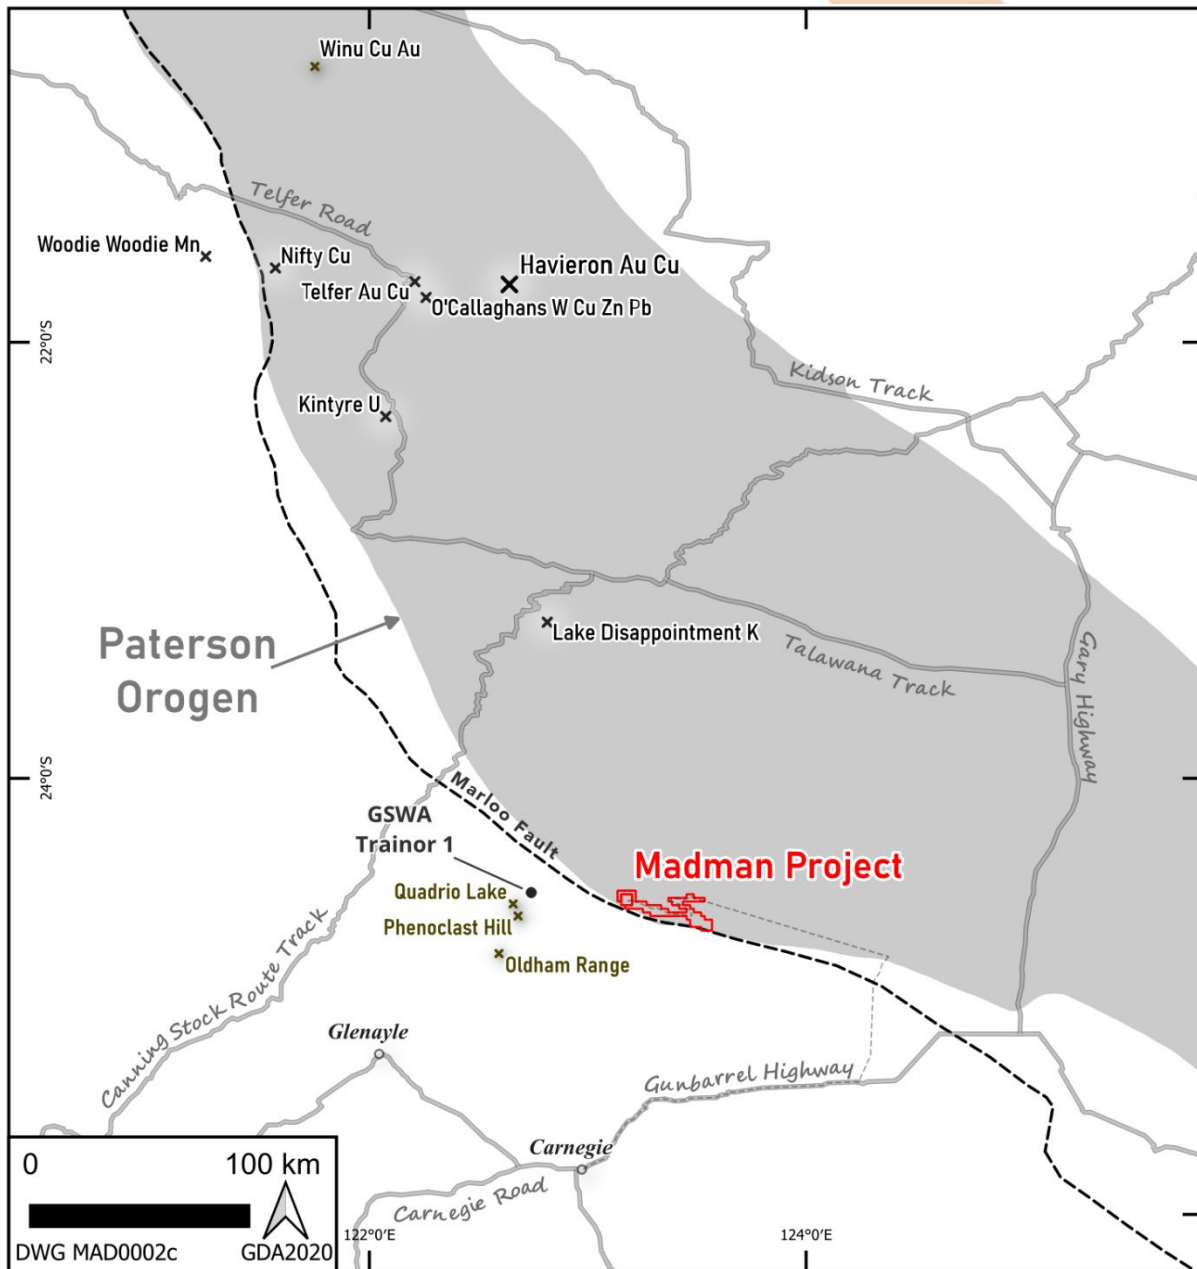 Winu Cu Au
Telfer Road
Woodie Woodie Mn
Nifty Cu
Havieron Au Cu
Telfer Au Cu
O'Callaghans W Cu Zn Pb
22°0'S
Kidson Track
Kintyre U
Paterson
Orogen
Lake Disappointment K
Talawana Track
Gary Highway
24°0'S
Marloo Fault
GSWA
Trainor 1
Madman Project
Quadrio Lake
Phenoclast Hill
Oldham Range
Canning Stock Route Track
Glenayle
Gunbarrel Highway
Carnegie
Carnegie Road
0 100 km
DWG MAD0002c GDA2020
122°0'E
124°0'E